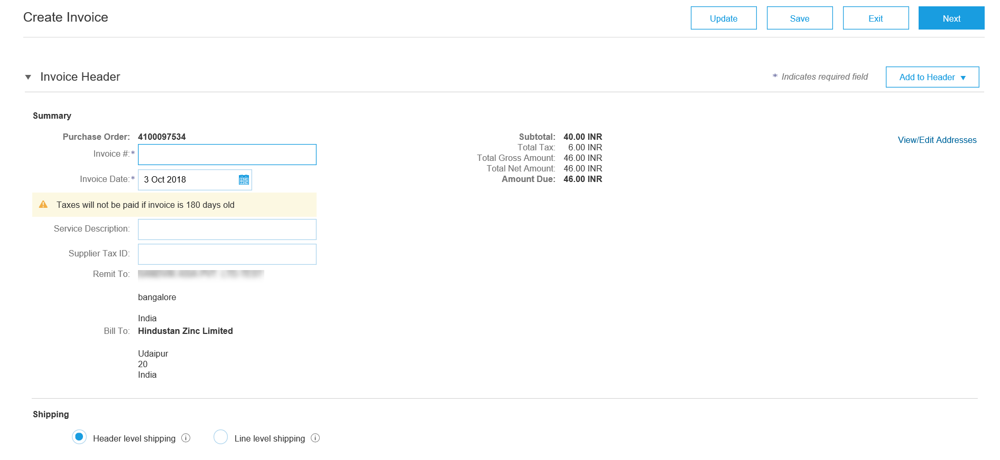 Create Invoice
Update
Save
Exit
Next
Invoice Header
* Indicates required field
Add to Header
Summary
Purchase Order: 4100097534
Invoice #:*
Invoice Date:* 3 Oct 2018
Taxes will not be paid if invoice is 180 days old
Service Description:
Supplier Tax ID:
Remit To:
bangalore
India
Bill To: Hindustan Zinc Limited
Udaipur
20
India
Subtotal: 40.00 INR
Total Tax: 6.00 INR
Total Gross Amount: 46.00 INR
Total Net Amount: 46.00 INR
Amount Due: 46.00 INR
View/Edit Addresses
Shipping
Header level shipping
Line level shipping